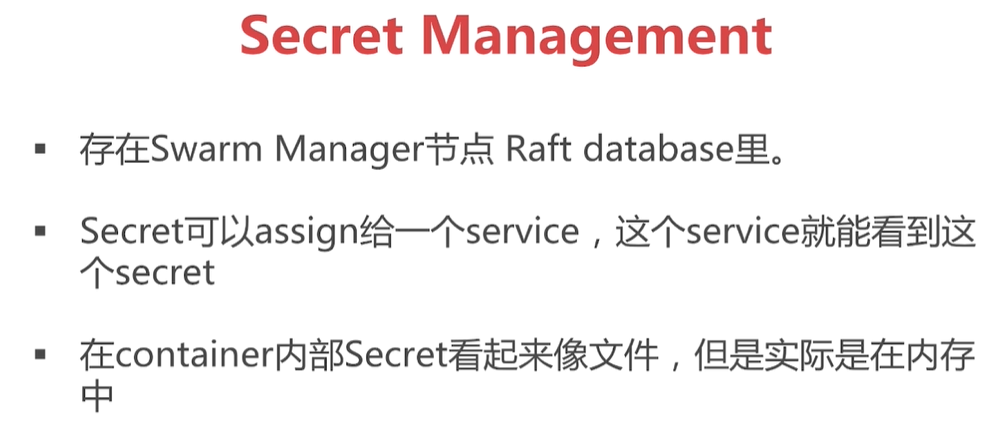 Secret Management
▪ 存在Swarm Manager节点 Raft database里。
▪ Secret可以assign给一个service，这个service就能看到这
个secret
▪ 在container内部Secret看起来像文件，但是实际是在内存
中